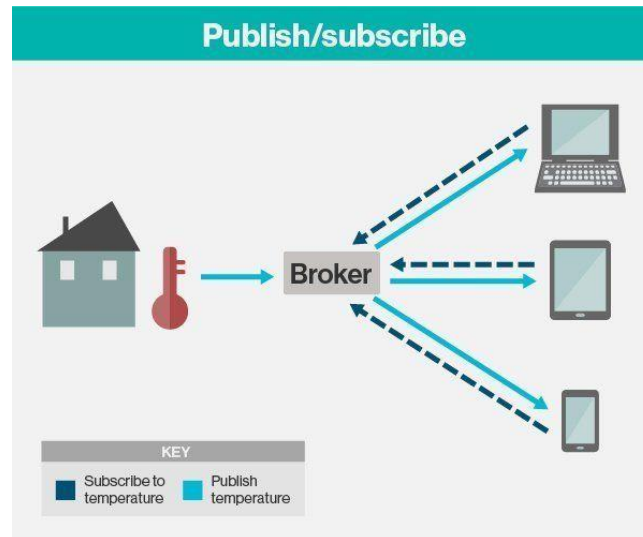 Publish/subscribe
Broker
KEY
Subscribe to
temperature
Publish
temperature